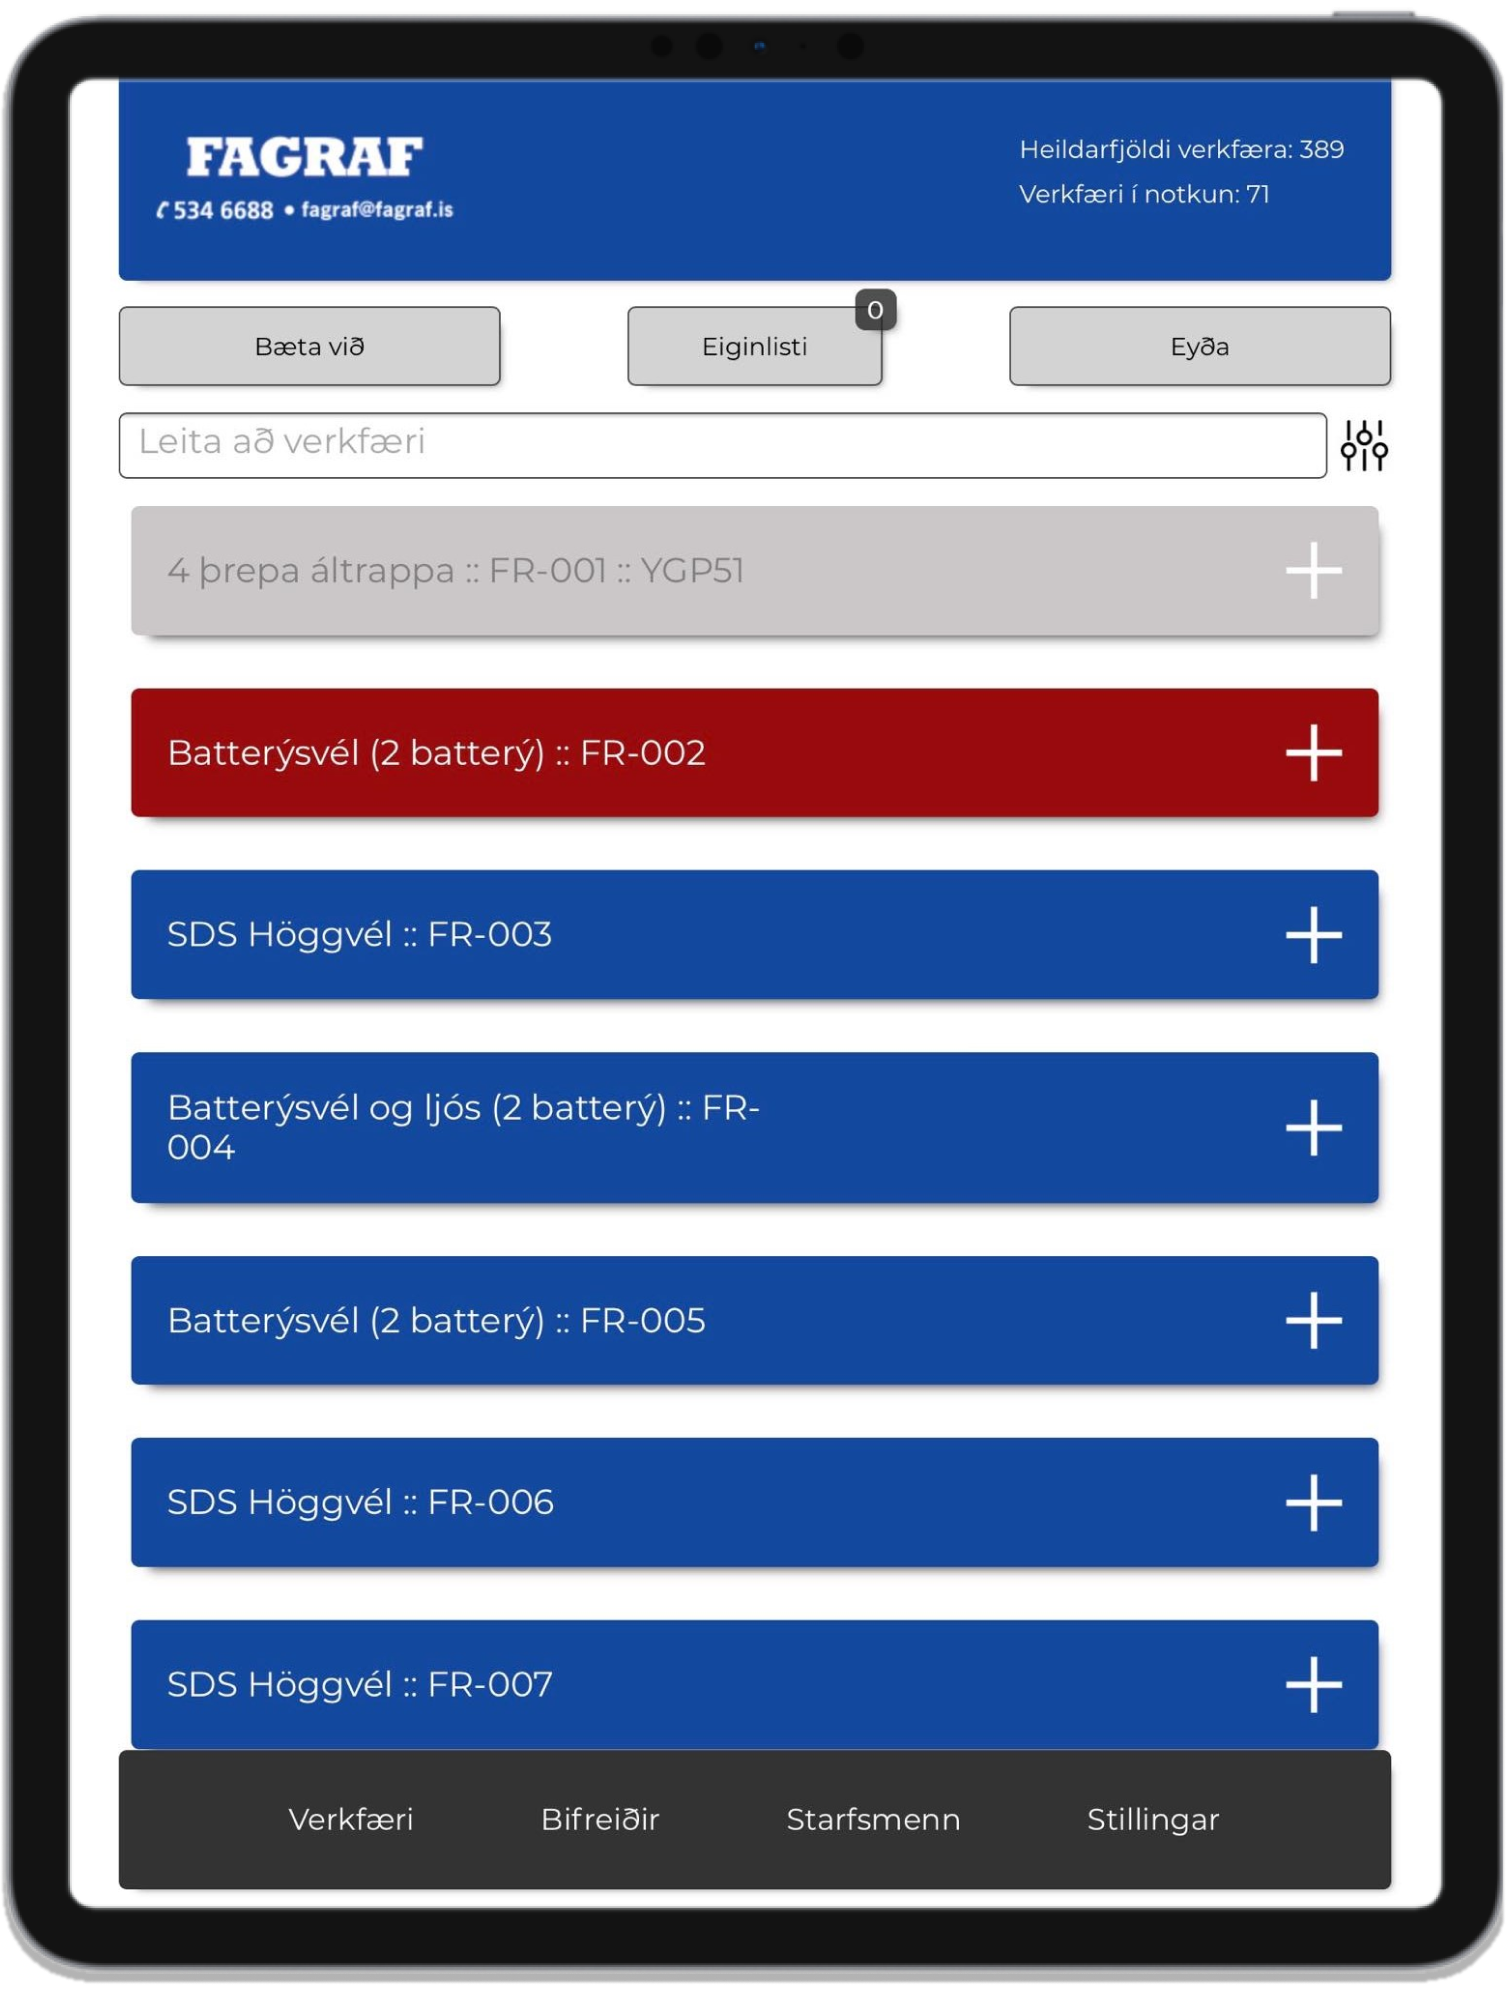 FAGRAF
534 6688 • fagraf@fagraf.is
Heildarfjöldi verkfæra: 389
Verkfæri í notkun: 71
Bæta við
Eiginlisti
0
Eyða
Leita að verkfæri
4 þrepa áltrappa :: FR-001 :: YGP51
Batterýsvél (2 batterý) :: FR-002
SDS Höggvél :: FR-003
Batterýsvél og ljós (2 batterý) :: FR-
004
Batterýsvél (2 batterý) :: FR-005
SDS Höggvél :: FR-006
SDS Höggvél :: FR-007
Verkfæri
Bifreiðir
Starfsmenn
Stillingar